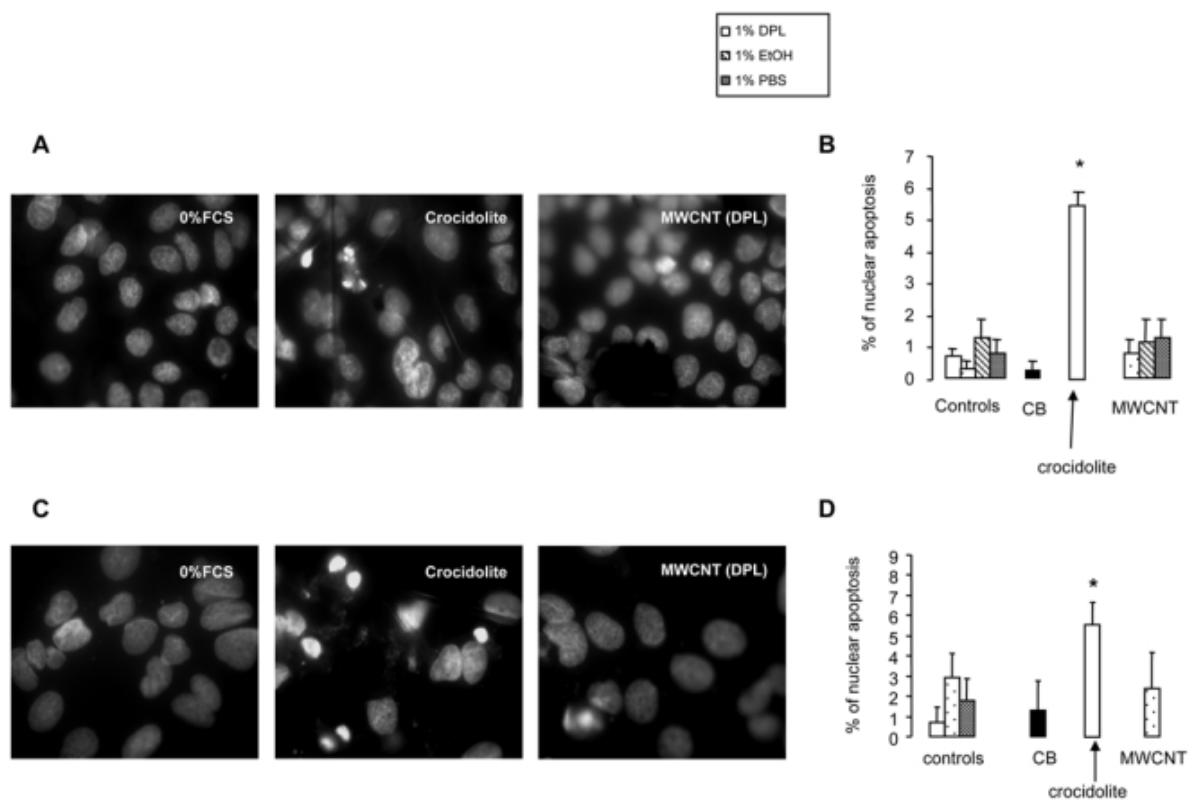 1% DPL
1% EtOH
1% PBS
A
0%FCS
Crocidolite
MWCNT (DPL)
B
7
6
5
4
3
2
1
0
% of nuclear apoptosis
*
Controls
CB
crocidolite
MWCNT
C
0%FCS
Crocidolite
MWCNT (DPL)
D
9
8
7
6
5
4
3
2
1
0
% of nuclear apoptosis
*
controls
CB
crocidolite
MWCNT